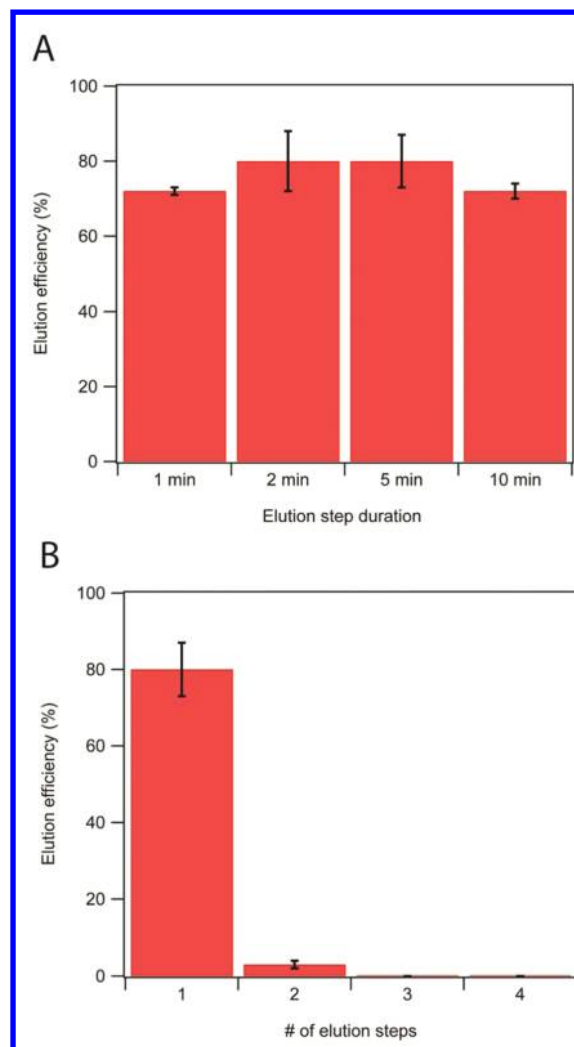 A
100
80
60
40
20
0
Elution efficiency (%)
1 min 2 min 5 min 10 min
Elution step duration
B
100
80
60
40
20
0
Elution efficiency (%)
1 2 3 4
# of elution steps